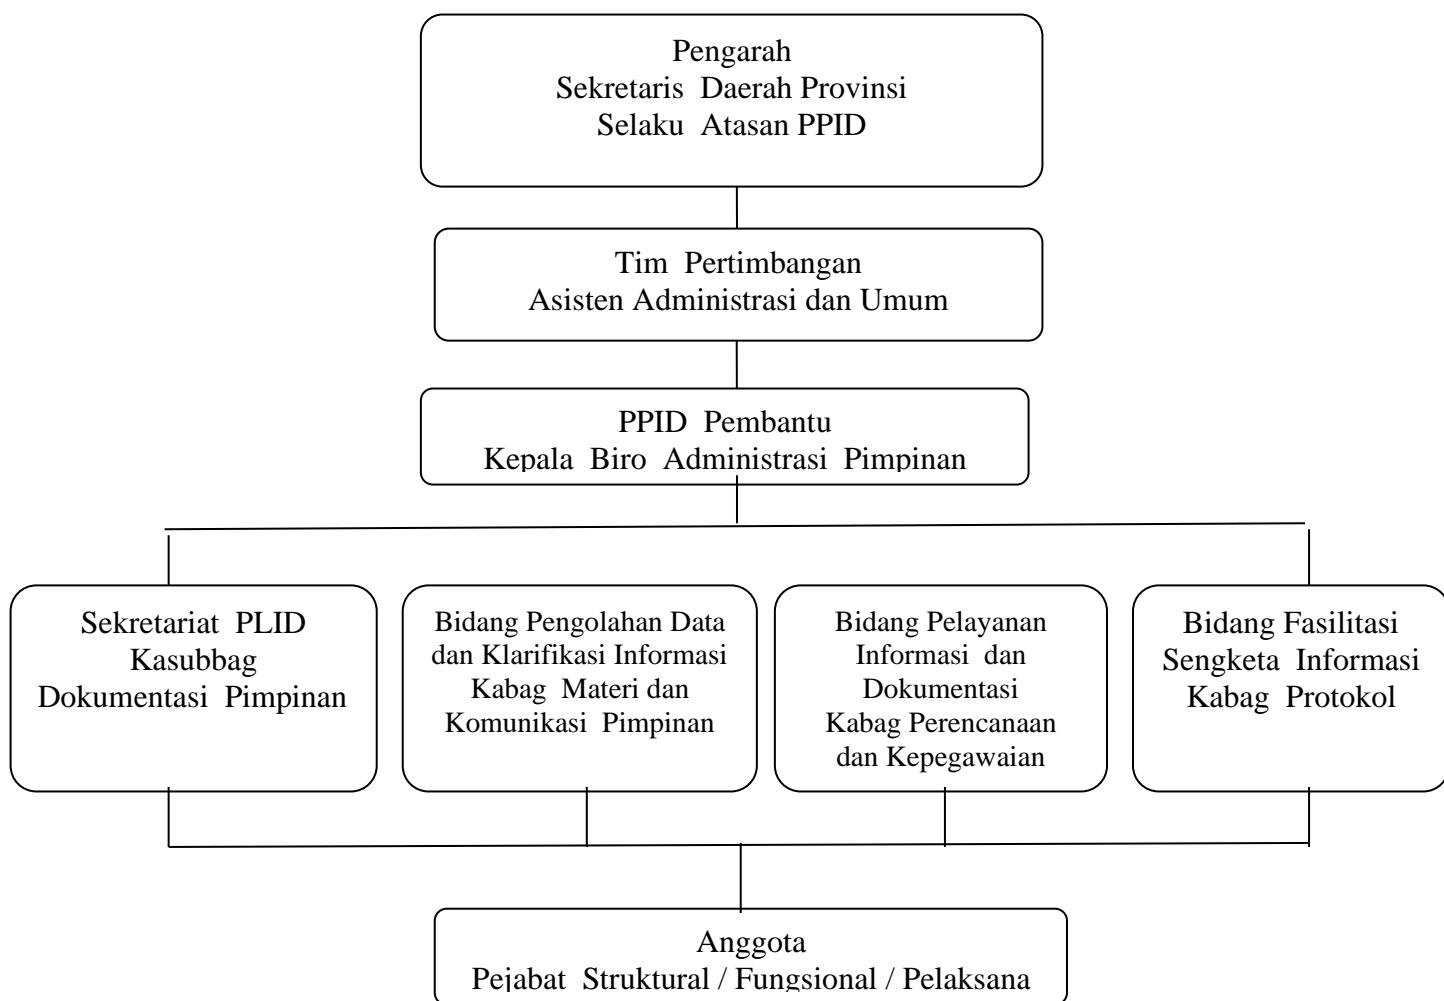 Pengarah
Sekretaris Daerah Provinsi
Selaku Atasan PPID
Tim Pertimbangan
Asisten Administrasi dan Umum
PPID Pembantu
Kepala Biro Administrasi Pimpinan
Sekretariat PLID
Kasubbag
Dokumentasi Pimpinan
Bidang Pengolahan Data
dan Klarifikasi Informasi
Kabag Materi dan
Komunikasi Pimpinan
Bidang Pelayanan
Informasi dan
Dokumentasi
Kabag Perencanaan
dan Kepegawaian
Bidang Fasilitasi
Sengketa Informasi
Kabag Protokol
Anggota
Pejabat Struktural / Fungsional / Pelaksana